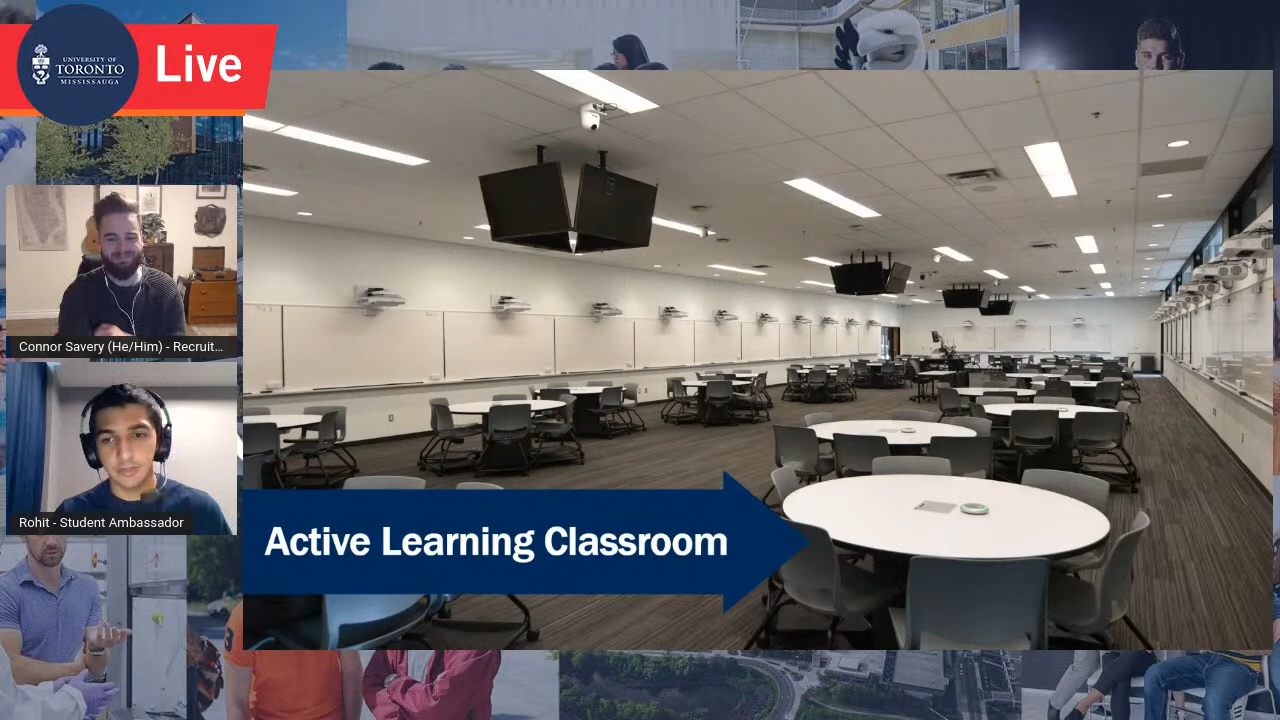 UNIVERSITY OF
TORONTO
MISSISSAUGA
Live
Connor Savery (He/Him) - Recruit...
Rohit - Student Ambassador
Active Learning Classroom